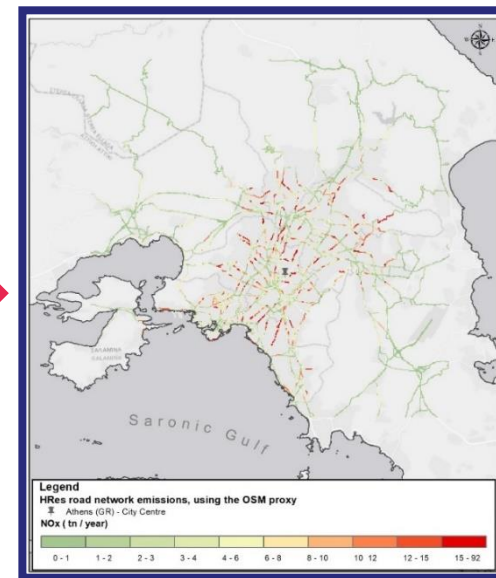 SALAMINA
Saronic Gulf
Legend
HRes road network emissions, using the OSM proxy
Athens (GR) - City Centre
NOx ( tn / year)
0 - 1 1 - 2 2 - 3 3 - 4 4 - 6 6 - 8 8 - 10 10 12 12 - 15 15 - 92